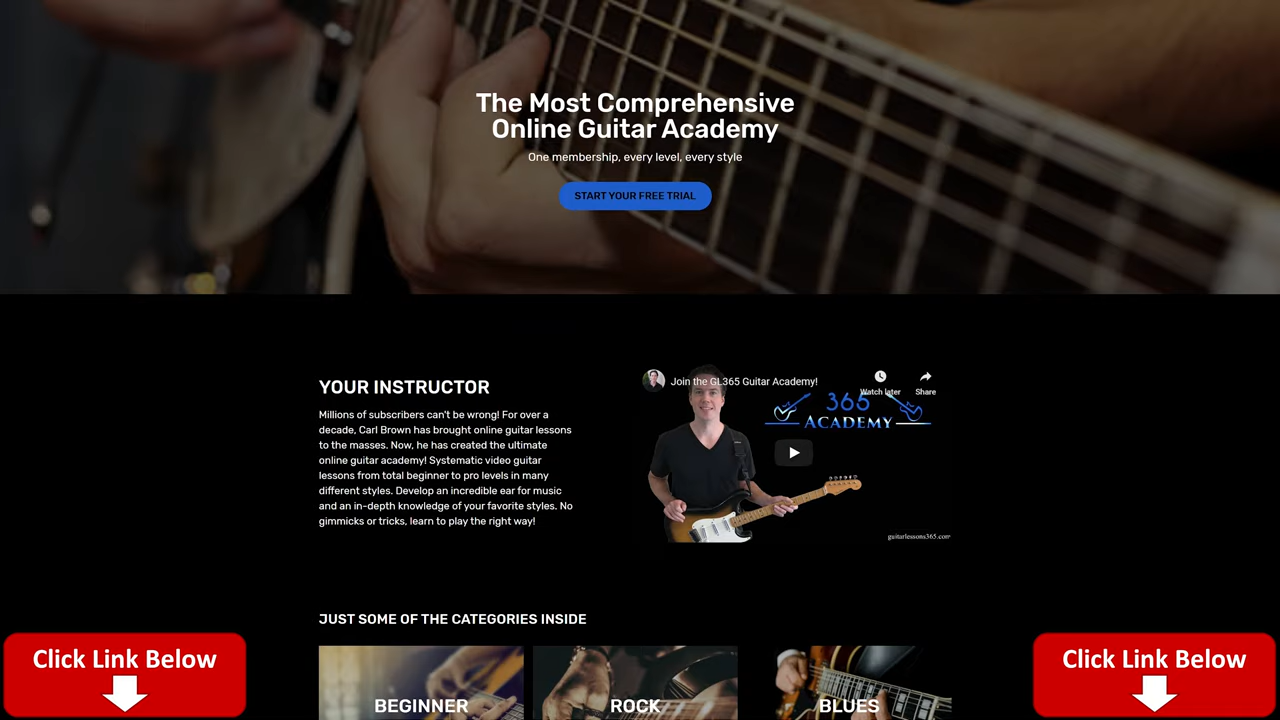 The Most Comprehensive
Online Guitar Academy
One membership, every level, every style
START YOUR FREE TRIAL
YOUR INSTRUCTOR
Millions of subscribers can't be wrong! For over a
decade, Carl Brown has brought online guitar lessons
to the masses. Now, he has created the ultimate
online guitar academy! Systematic video guitar
lessons from total beginner to pro levels in many
different styles. Develop an incredible ear for music
and an in-depth knowledge of your favorite styles. No
gimmicks or tricks, learn to play the right way!
Join the GL365 Guitar Academy!
Watch later
Share
365
ACADEMY
guitarlessons365.com
JUST SOME OF THE CATEGORIES INSIDE
BEGINNER
ROCK
BLUES
Click Link Below
Click Link Below